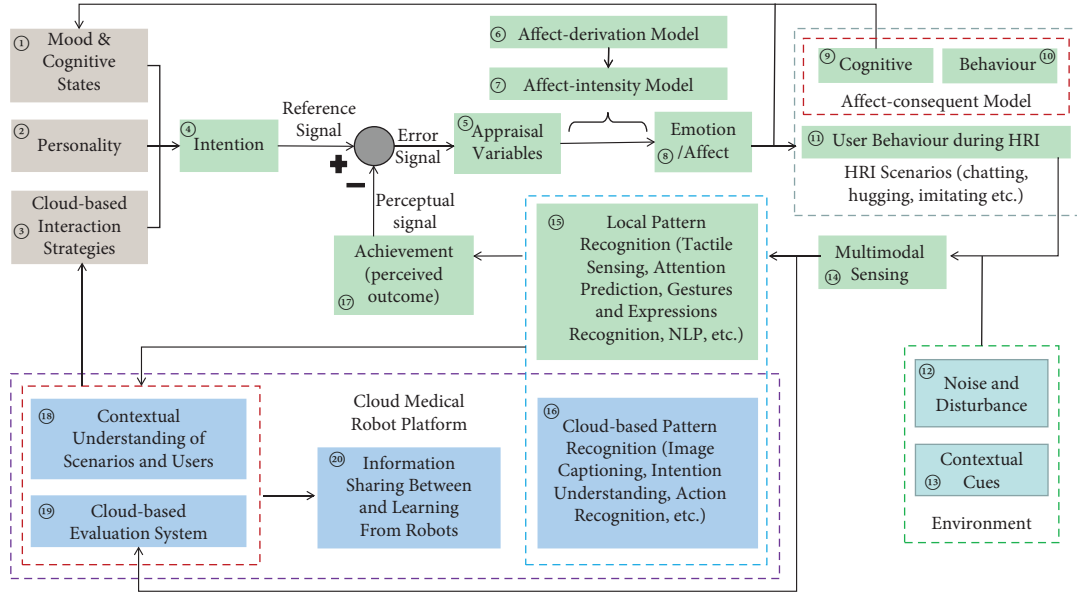 ① Mood &
Cognitive
States
② Personality
③ Cloud-based
Interaction
Strategies
④ Intention
Reference
Signal
+
−
Error
Signal
Perceptual
signal
⑤ Appraisal
Variables
⑥ Affect-derivation Model
⑦ Affect-intensity Model
Emotion
⑧ /Affect
⑨ Cognitive
Behaviour ⑩
Affect-consequent Model
⑪ User Behaviour during HRI
HRI Scenarios (chatting,
hugging, imitating etc.)
Achievement
(perceived
⑰ outcome)
⑮ Local Pattern
Recognition (Tactile
Sensing, Attention
Prediction, Gestures
and Expressions
Recognition, NLP, etc.)
Multimodal
⑭ Sensing
⑫ Noise and
Disturbance
Contextual
⑬ Cues
Environment
⑱ Contextual
Understanding of
Scenarios and Users
⑲ Cloud-based
Evaluation System
Cloud Medical
Robot Platform
⑳ Information
Sharing Between
and Learning
From Robots
⑯ Cloud-based Pattern
Recognition (Image
Captioning, Intention
Understanding, Action
Recognition, etc.)